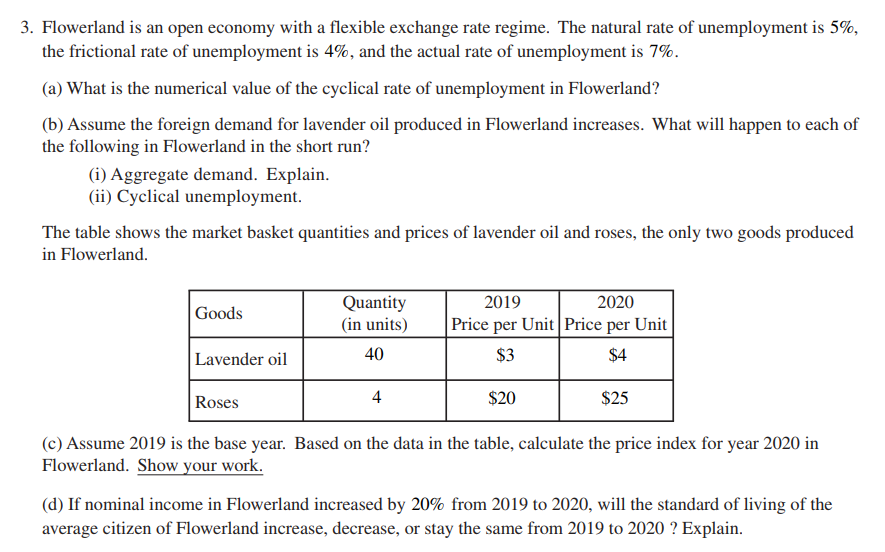 3. Flowerland is an open economy with a flexible exchange rate regime. The natural rate of unemployment is 5%,
the frictional rate of unemployment is 4%, and the actual rate of unemployment is 7%.
(a) What is the numerical value of the cyclical rate of unemployment in Flowerland?
(b) Assume the foreign demand for lavender oil produced in Flowerland increases. What will happen to each of
the following in Flowerland in the short run?
(i) Aggregate demand. Explain.
(ii) Cyclical unemployment.
The table shows the market basket quantities and prices of lavender oil and roses, the only two goods produced
in Flowerland.
Goods Quantity (in units) 2019 Price per Unit 2020 Price per Unit
Lavender oil 40 $3 $4
Roses 4 $20 $25
(c) Assume 2019 is the base year. Based on the data in the table, calculate the price index for year 2020 in
Flowerland. Show your work.
(d) If nominal income in Flowerland increased by 20% from 2019 to 2020, will the standard of living of the
average citizen of Flowerland increase, decrease, or stay the same from 2019 to 2020 ? Explain.